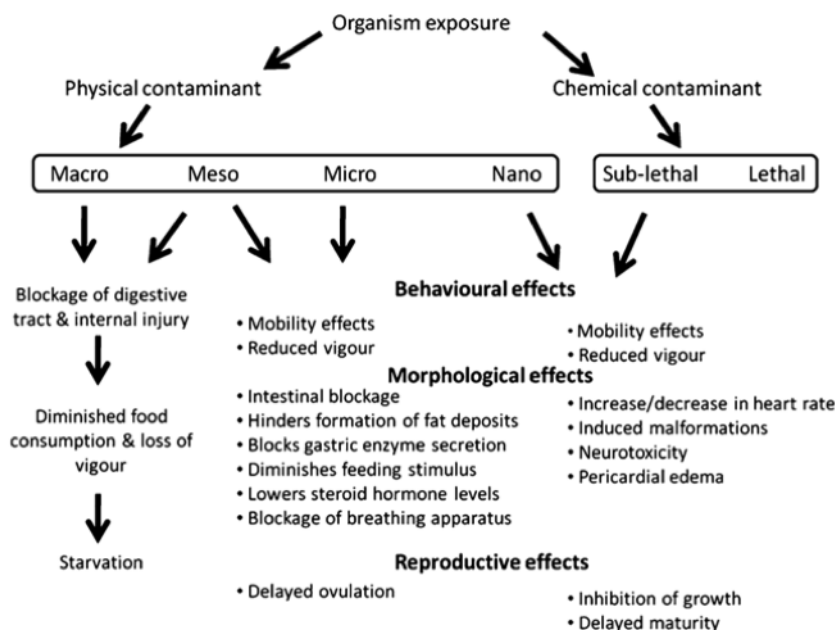 Organism exposure
Physical contaminant
Chemical contaminant
Macro Meso Micro Nano
Sub-lethal Lethal
Blockage of digestive
tract & internal injury
Diminished food
consumption & loss of
vigour
Starvation
Behavioural effects
• Mobility effects
• Reduced vigour
• Mobility effects
• Reduced vigour
Morphological effects
• Intestinal blockage
• Hinders formation of fat deposits
• Blocks gastric enzyme secretion
• Diminishes feeding stimulus
• Lowers steroid hormone levels
• Blockage of breathing apparatus
• Increase/decrease in heart rate
• Induced malformations
• Neurotoxicity
• Pericardial edema
Reproductive effects
• Delayed ovulation
• Inhibition of growth
• Delayed maturity